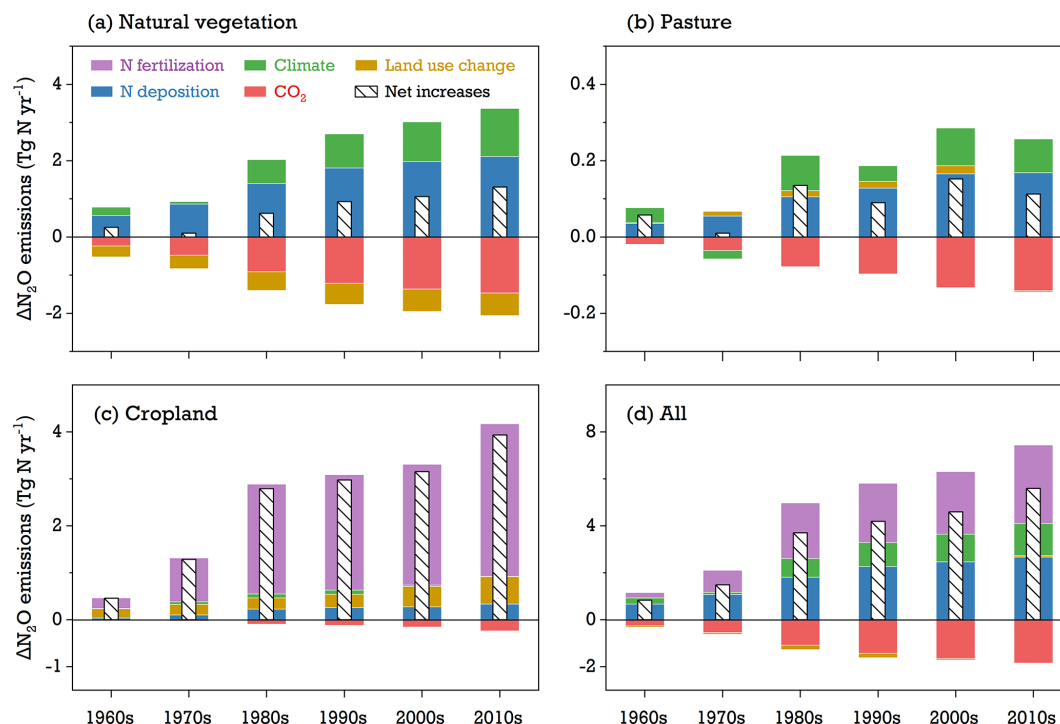 (a) Natural vegetation
N fertilization
Climate
Land use change
N deposition
CO₂
Net increases
ΔN₂O emissions (Tg N yr⁻¹)
4
2
0
-2
(b) Pasture
0.4
0.2
0.0
-0.2
(c) Cropland
ΔN₂O emissions (Tg N yr⁻¹)
4
2
0
-1
1960s 1970s 1980s 1990s 2000s 2010s
(d) All
8
4
0
-2
1960s 1970s 1980s 1990s 2000s 2010s